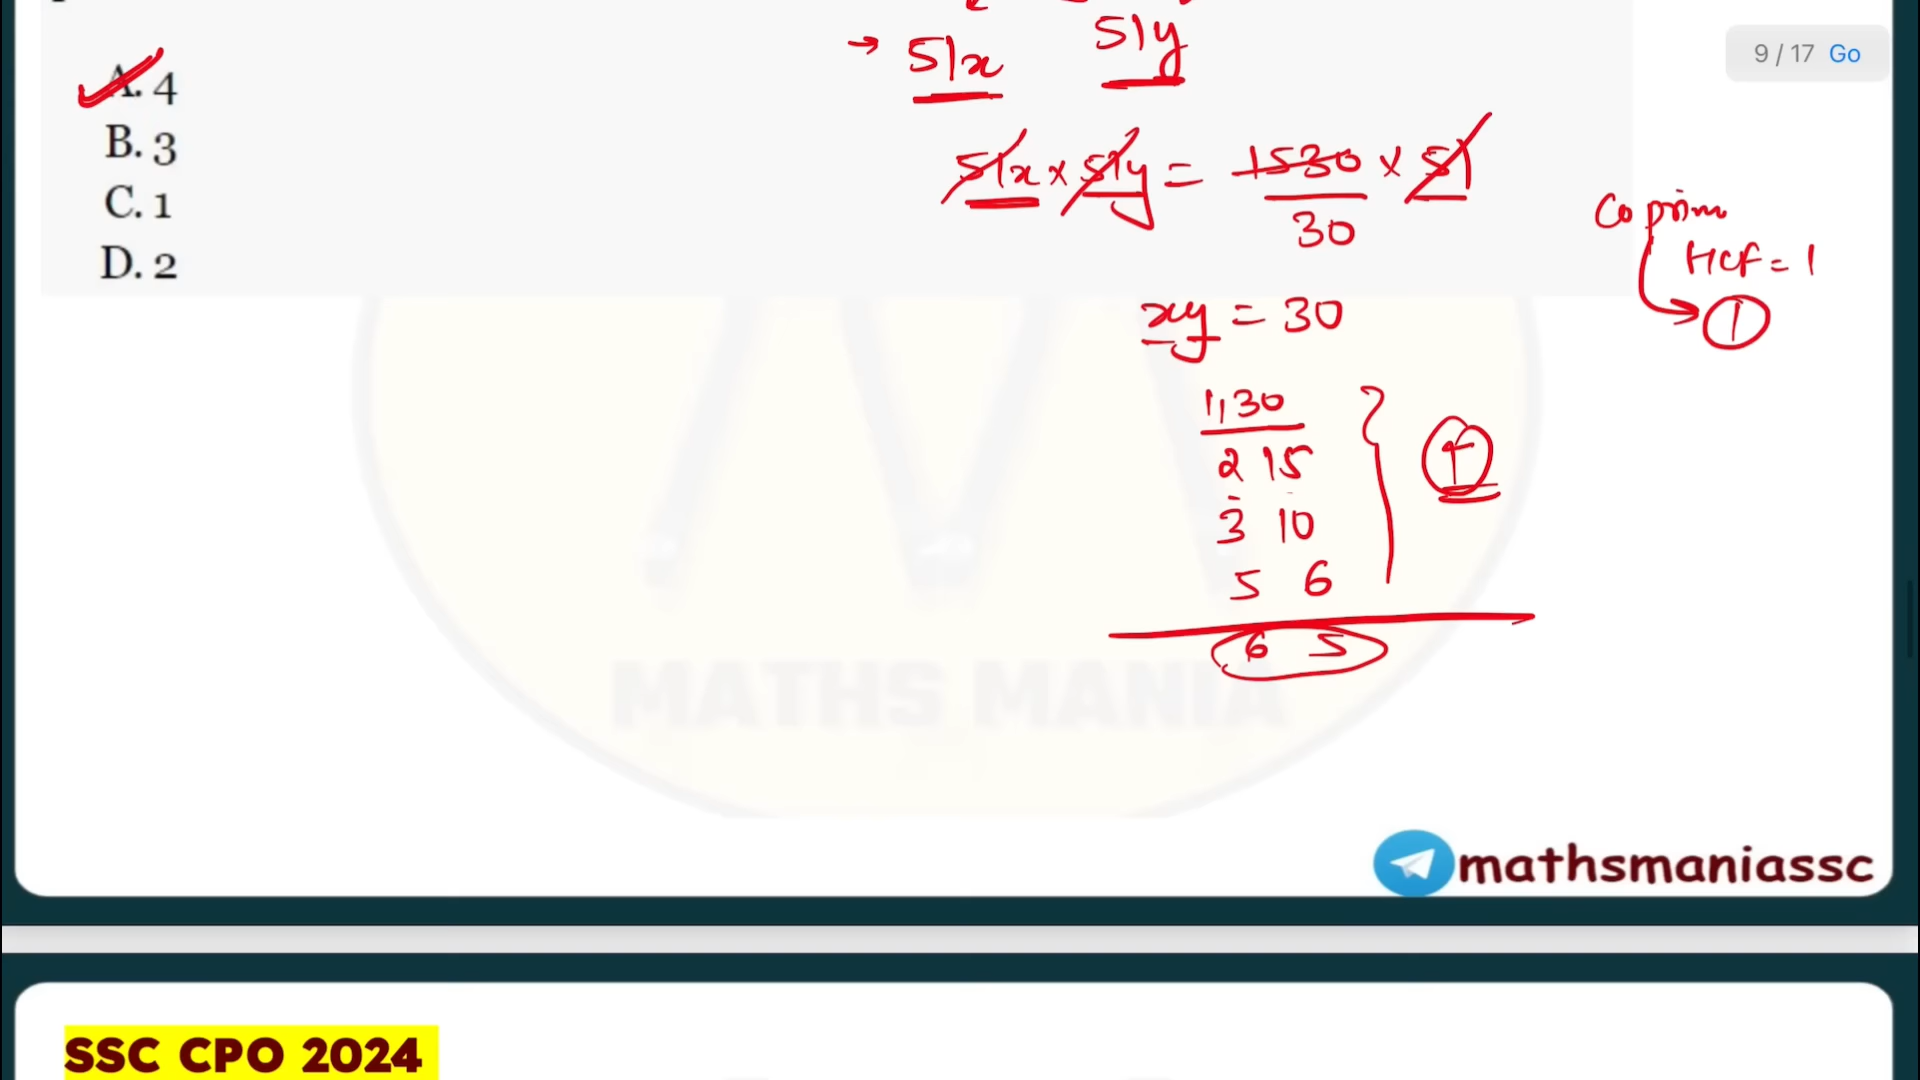 9 / 17 Go
→ 51x 51y
A. 4
B. 3
C. 1
D. 2
51x × 51y = 1530 × 51
30
Co prim
HCF = 1
1
xy = 30
1,30
2 15
4
3 10
5 6
6 5
MATHS MANIA
mathsmaniassc
SSC CPO 2024